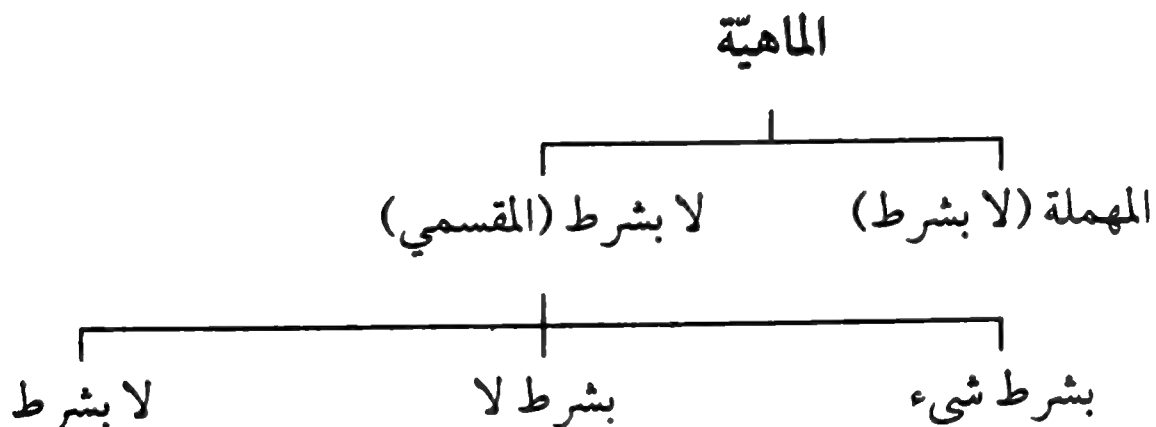 الماهيّة
المهملة (لا بشرط) لا بشرط (المقسمي)
بشرط شيء بشرط لا لا بشرط